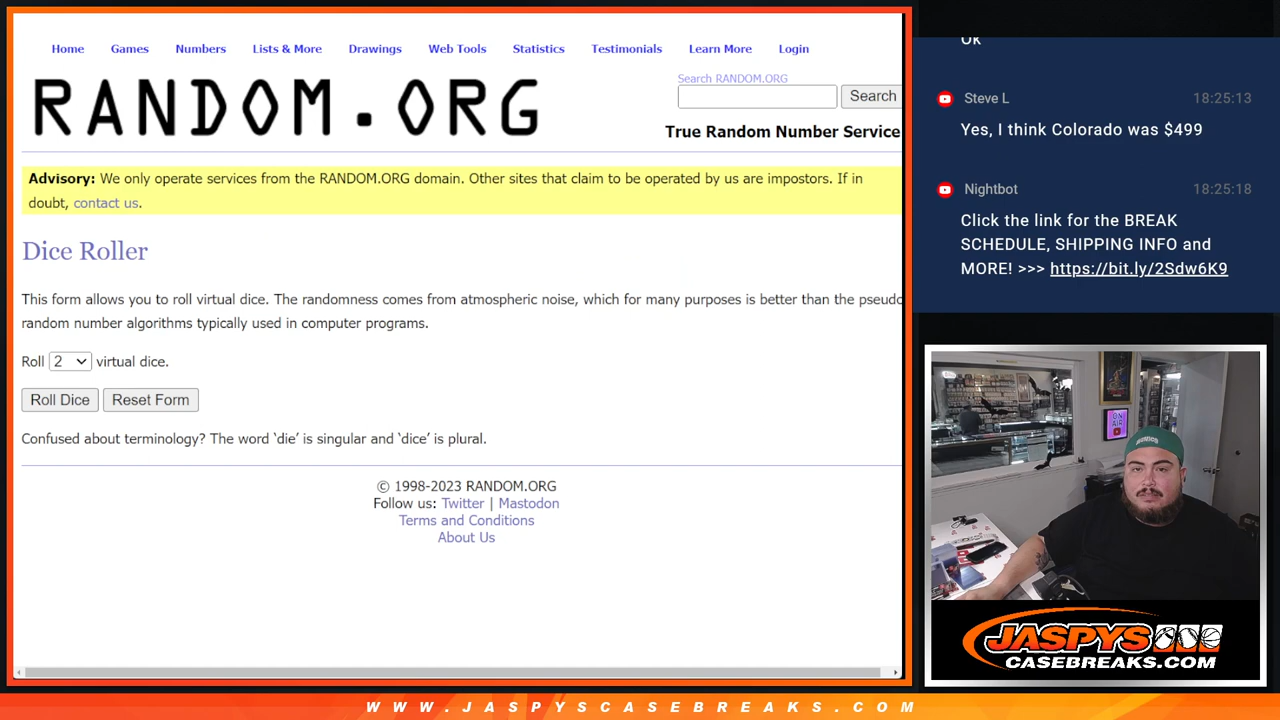 Home Games Numbers Lists & More Drawings Web Tools Statistics Testimonials Learn More Login
RANDOM.ORG
Search RANDOM.ORG
Search
True Random Number Service
Advisory: We only operate services from the RANDOM.ORG domain. Other sites that claim to be operated by us are impostors. If in
doubt, contact us.
Dice Roller
This form allows you to roll virtual dice. The randomness comes from atmospheric noise, which for many purposes is better than the pseudo
random number algorithms typically used in computer programs.
Roll 2 virtual dice.
Roll Dice Reset Form
Confused about terminology? The word ‘die’ is singular and ‘dice’ is plural.
© 1998-2023 RANDOM.ORG
Follow us: Twitter | Mastodon
Terms and Conditions
About Us
Ok
Steve L 18:25:13
Yes, I think Colorado was $499
Nightbot 18:25:18
Click the link for the BREAK
SCHEDULE, SHIPPING INFO and
MORE! >>> https://bit.ly/2Sdw6K9
ON
AIR
JASPYS
CASEBREAKS.COM
WWW.JASPYSCASEBREAKS.COM